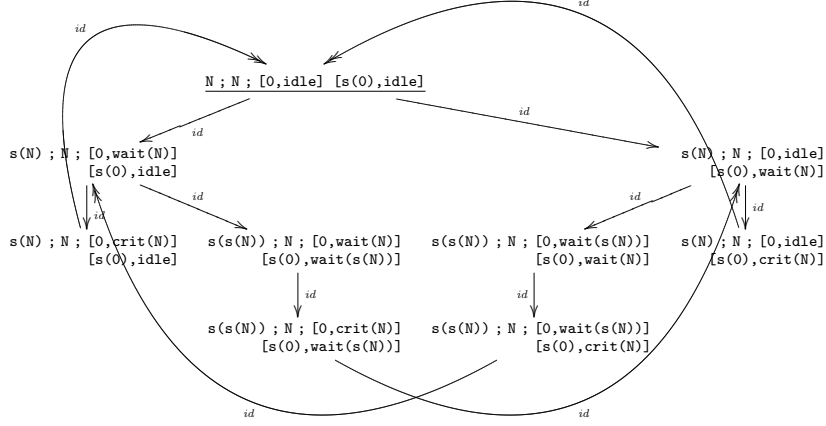 id
id
N ; N ; [0,idle] [s(0),idle]
id
id
s(N) ; N ; [0,wait(N)]
[s(0),idle]
s(N) ; N ; [0,idle]
[s(0),wait(N)]
id
id
id
id
s(N) ; N ; [0,crit(N)]
[s(0),idle]
s(s(N)) ; N ; [0,wait(N)]
[s(0),wait(s(N))]
s(s(N)) ; N ; [0,wait(s(N))]
[s(0),wait(N)]
s(N) ; N ; [0,idle]
[s(0),crit(N)]
id
id
s(s(N)) ; N ; [0,crit(N)]
[s(0),wait(s(N))]
s(s(N)) ; N ; [0,wait(s(N))]
[s(0),crit(N)]
id
id